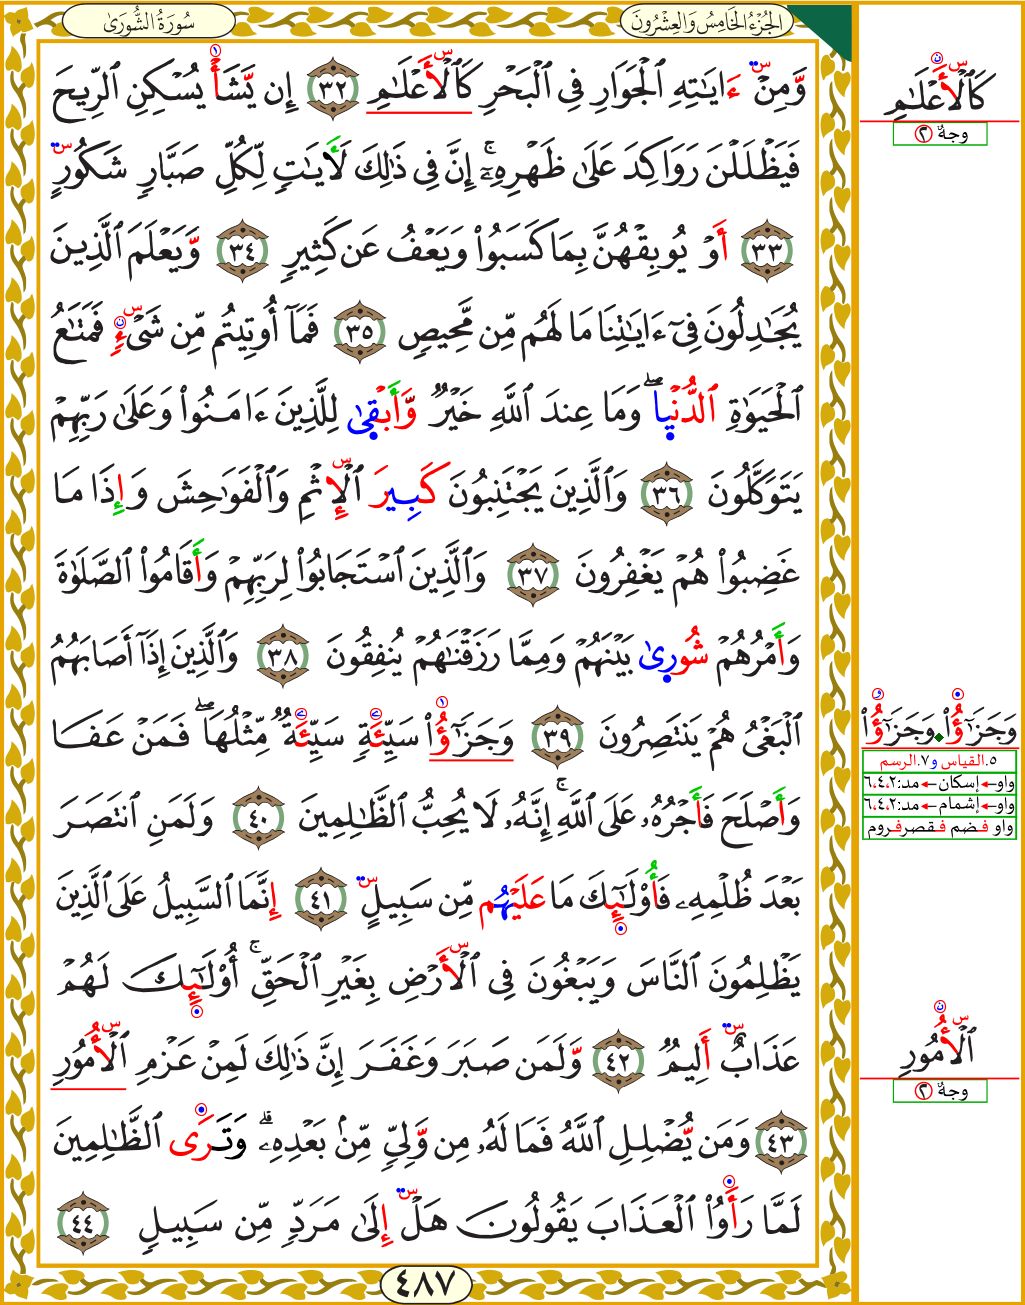 الجُزْءُ الخَامِسُ وَالعِشْرُونَ
سُورَةُ الشُّورَىٰ
وَّمِنْ ءَايَٰتِهِ ٱلْجَوَارِ فِى ٱلْبَحْرِ كَٱلْأَعْلَٰمِ ٣٢ إِن يَّشَأْ يُسْكِنِ ٱلرِّيحَ
فَيَظْلَلْنَ رَوَاكِدَ عَلَىٰ ظَهْرِهِۦٓ ۚ إِنَّ فِى ذَٰلِكَ لَأٓيَٰتٍ لِّكُلِّ صَبَّارٍ شَكُورٍ
٣٣ أَوْ يُوبِقْهُنَّ بِمَا كَسَبُوا۟ وَيَعْفُ عَن كَثِيرٍ ٣٤ وَّيَعْلَمَ ٱلَّذِينَ
يُجَٰدِلُونَ فِىٓ ءَايَٰتِنَا مَا لَهُم مِّن مَّحِيصٍ ٣٥ فَمَآ أُوتِيتُم مِّن شَىْءٍ فَمَتَٰعُ
ٱلْحَيَوٰةِ ٱلدُّنْيَا ۖ وَمَا عِندَ ٱللَّهِ خَيْرٌ وَّأَبْقَىٰ لِلَّذِينَ ءَامَنُوا۟ وَعَلَىٰ رَبِّهِمْ
يَتَوَكَّلُونَ ٣٦ وَٱلَّذِينَ يَجْتَنِبُونَ كَبِيرَ ٱلْإِثْمِ وَٱلْفَوَٰحِشَ وَإِذَا مَا
غَضِبُوا۟ هُمْ يَغْفِرُونَ ٣٧ وَٱلَّذِينَ ٱسْتَجَابُوا۟ لِرَبِّهِمْ وَأَقَامُوا۟ ٱلصَّلَوٰةَ
وَأَمْرُهُمْ شُورَىٰ بَيْنَهُمْ وَمِمَّا رَزَقْنَٰهُمْ يُنفِقُونَ ٣٨ وَٱلَّذِينَ إِذَآ أَصَابَهُمُ
ٱلْبَغْىُ هُمْ يَنتَصِرُونَ ٣٩ وَجَزَٰٓؤُا۟ سَيِّئَةٍ سَيِّئَةٌ مِّثْلُهَا ۖ فَمَنْ عَفَا
وَأَصْلَحَ فَأَجْرُهُۥ عَلَى ٱللَّهِ ۚ إِنَّهُۥ لَا يُحِبُّ ٱلظَّٰلِمِينَ ٤٠ وَلَمَنِ ٱنتَصَرَ
بَعْدَ ظُلْمِهِۦ فَأُو۟لَٰٓئِكَ مَا عَلَيْهُم مِّن سَبِيلٍ ٤١ إِنَّمَا ٱلسَّبِيلُ عَلَى ٱلَّذِينَ
يَظْلِمُونَ ٱلنَّاسَ وَيَبْغُونَ فِى ٱلْأَرْضِ بِغَيْرِ ٱلْحَقِّ ۚ أُو۟لَٰٓئِكَ لَهُمْ
عَذَابٌ أَلِيمٌ ٤٢ وَّلَمَن صَبَرَ وَغَفَرَ إِنَّ ذَٰلِكَ لَمِنْ عَزْمِ ٱلْأُمُورِ
٤٣ وَمَن يُّضْلِلِ ٱللَّهُ فَمَا لَهُۥ مِن وَّلِىٍّ مِّنۢ بَعْدِهِۦ ۗ وَتَرَى ٱلظَّٰلِمِينَ
لَمَّا رَأَوُا۟ ٱلْعَذَابَ يَقُولُونَ هَلْ إِلَىٰ مَرَدٍّ مِّن سَبِيلٍ ٤٤
٤٨٧
كَٱلْأَعْلَٰمِ
وجهٌ ٢
وَجَزَٰٓؤُا۟ وَجَزَٰٓؤُا۟
٥.القياس و٧.الرسم
واو←إسكان←مد:٦،٤،٢
واو←إشمام←مد:٦،٤،٢
واو فضم فقصر فروم
ٱلْأُمُورِ
وجهٌ ٢